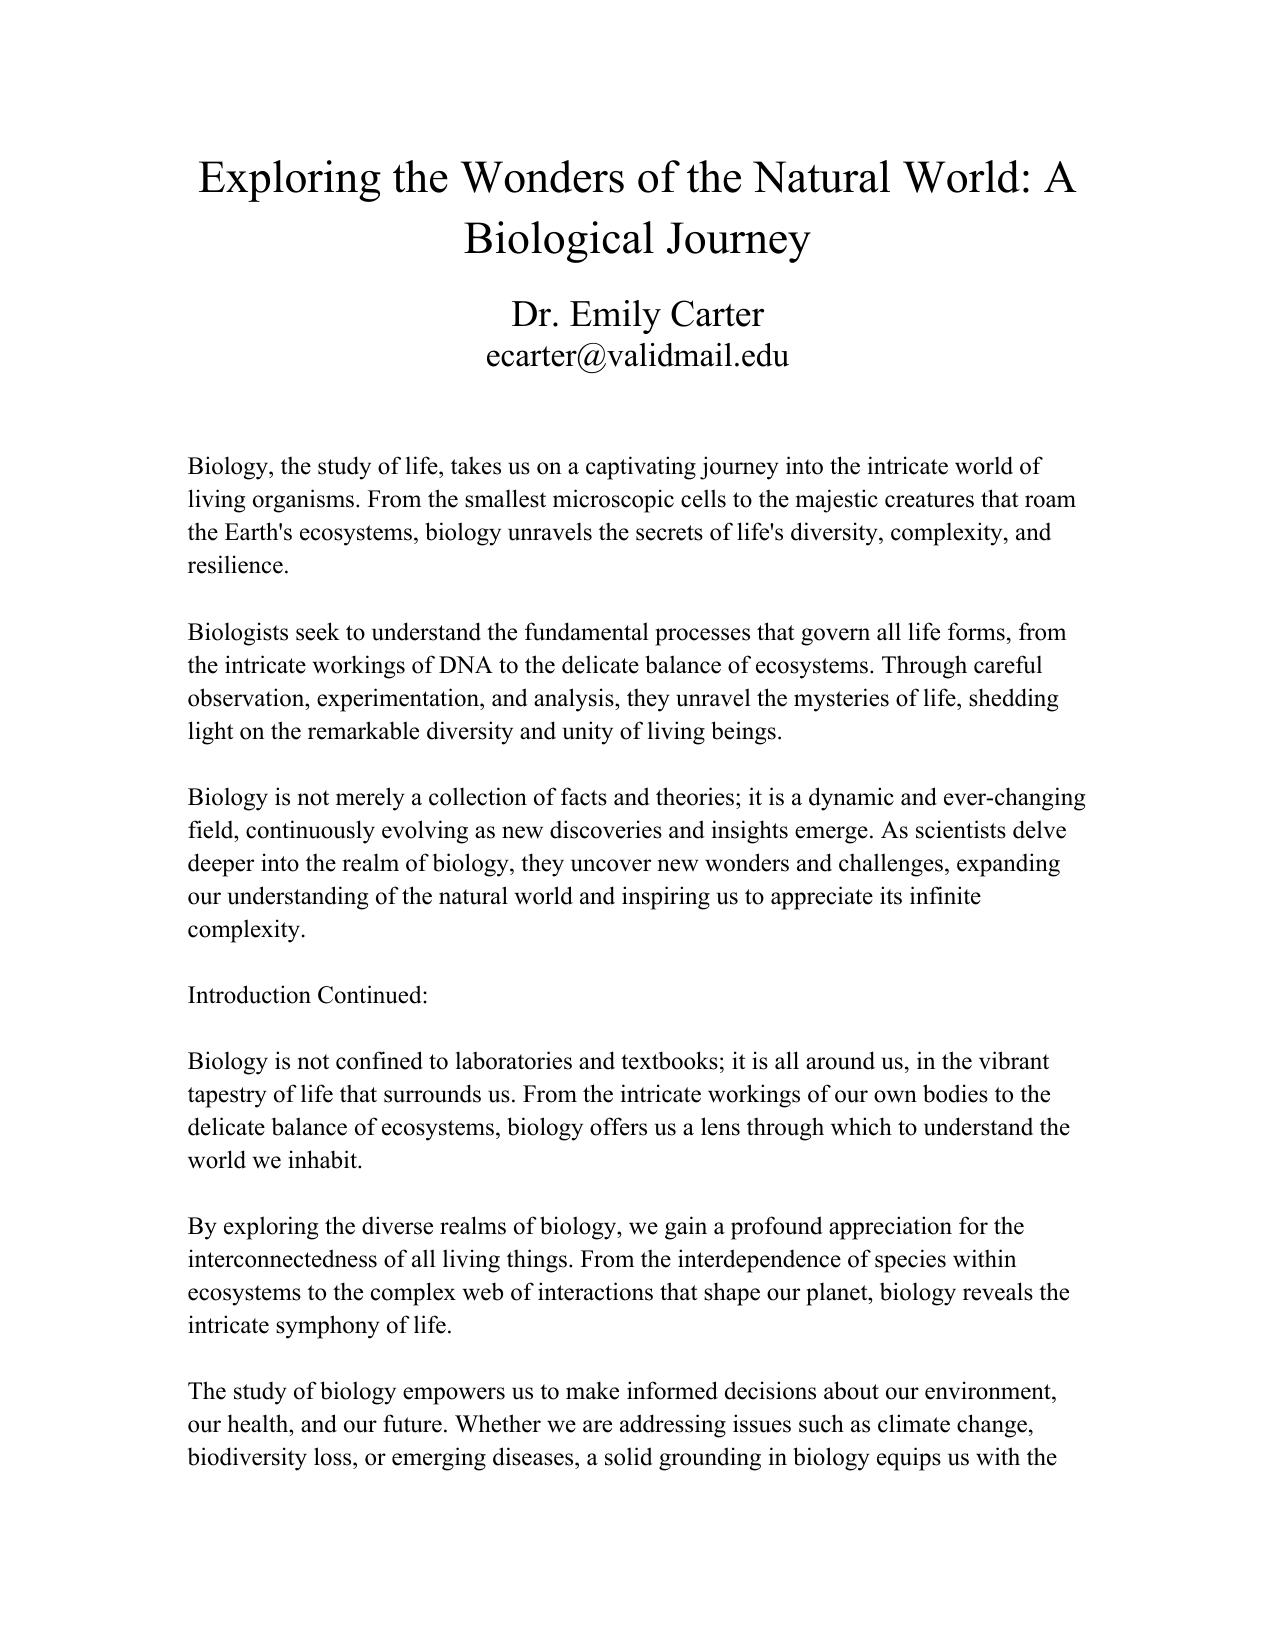 Exploring the Wonders of the Natural World: A
Biological Journey
Dr. Emily Carter
ecarter@validmail.edu
Biology, the study of life, takes us on a captivating journey into the intricate world of
living organisms. From the smallest microscopic cells to the majestic creatures that roam
the Earth's ecosystems, biology unravels the secrets of life's diversity, complexity, and
resilience.
Biologists seek to understand the fundamental processes that govern all life forms, from
the intricate workings of DNA to the delicate balance of ecosystems. Through careful
observation, experimentation, and analysis, they unravel the mysteries of life, shedding
light on the remarkable diversity and unity of living beings.
Biology is not merely a collection of facts and theories; it is a dynamic and ever-changing
field, continuously evolving as new discoveries and insights emerge. As scientists delve
deeper into the realm of biology, they uncover new wonders and challenges, expanding
our understanding of the natural world and inspiring us to appreciate its infinite
complexity.
Introduction Continued:
Biology is not confined to laboratories and textbooks; it is all around us, in the vibrant
tapestry of life that surrounds us. From the intricate workings of our own bodies to the
delicate balance of ecosystems, biology offers us a lens through which to understand the
world we inhabit.
By exploring the diverse realms of biology, we gain a profound appreciation for the
interconnectedness of all living things. From the interdependence of species within
ecosystems to the complex web of interactions that shape our planet, biology reveals the
intricate symphony of life.
The study of biology empowers us to make informed decisions about our environment,
our health, and our future. Whether we are addressing issues such as climate change,
biodiversity loss, or emerging diseases, a solid grounding in biology equips us with the